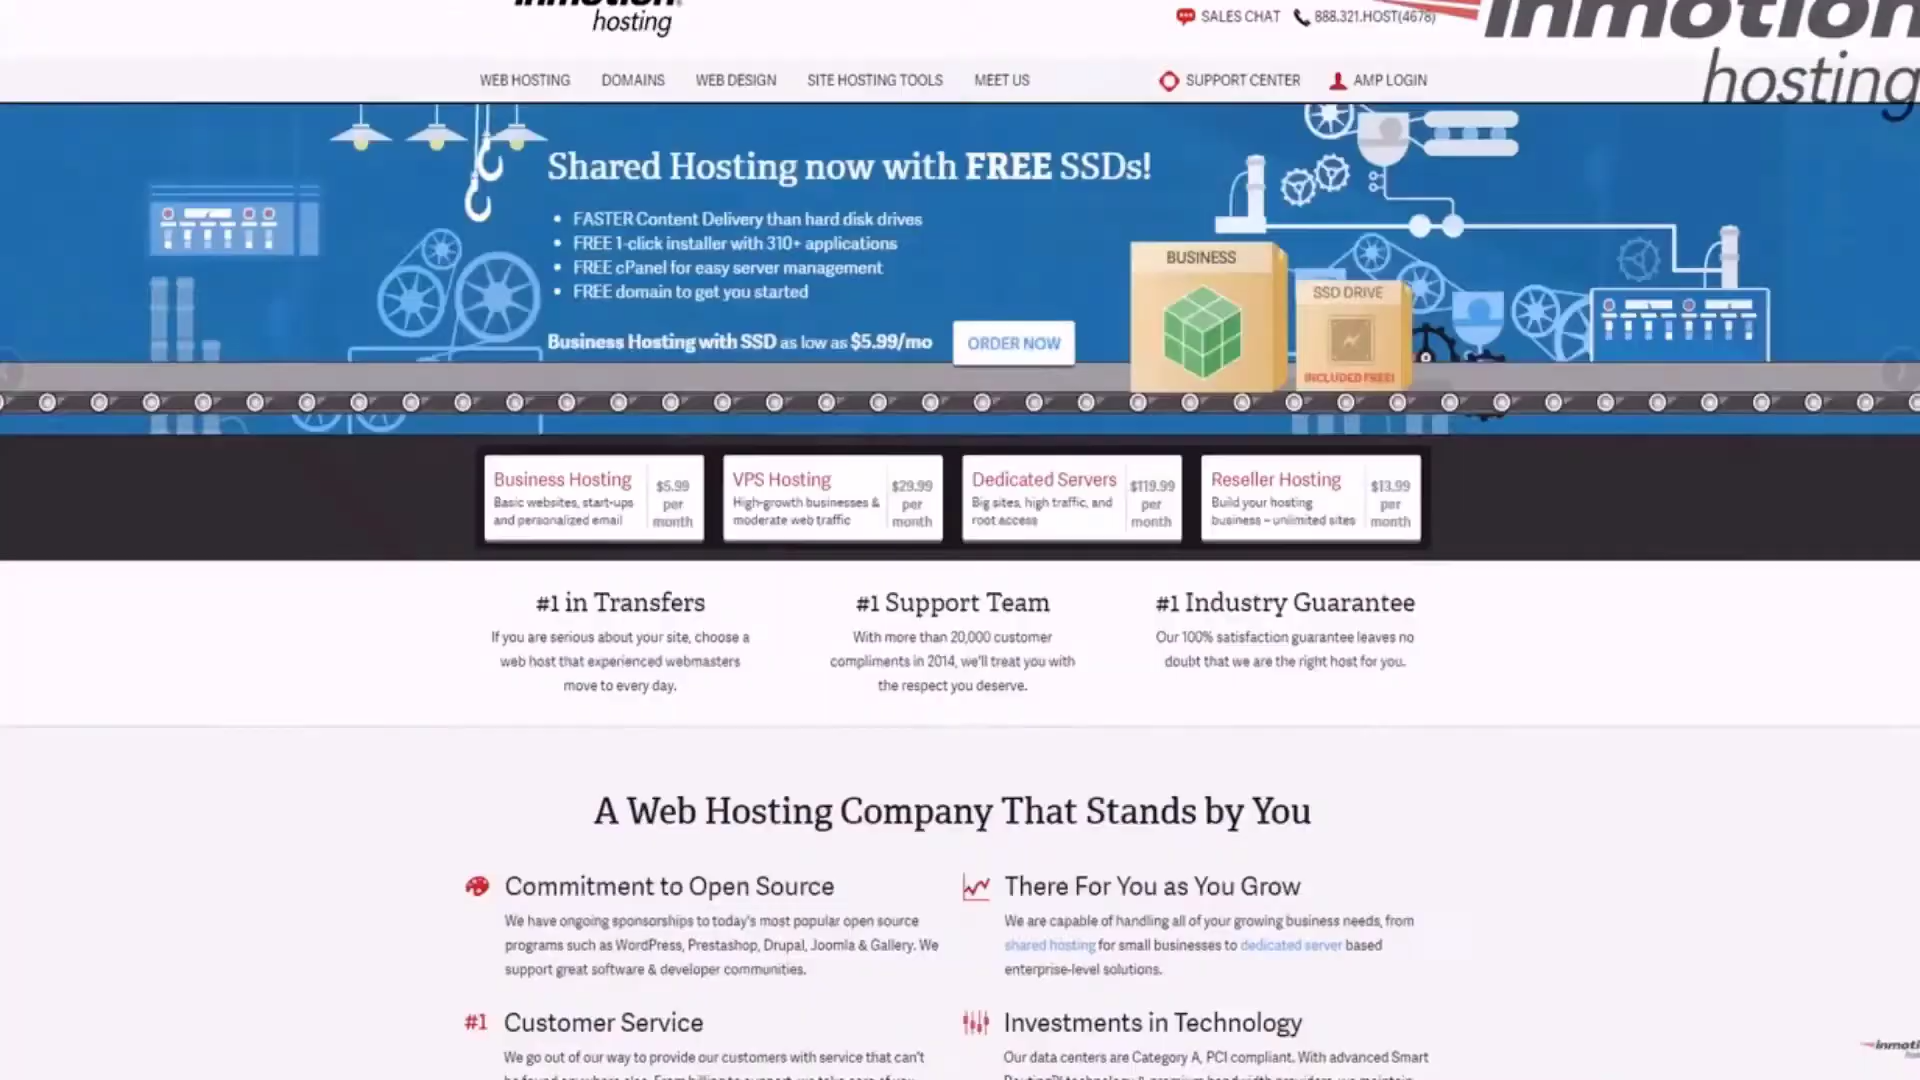 inmotion
hosting
SALES CHAT
888.321.HOST(4678)
inmotion
hosting
WEB HOSTING
DOMAINS
WEB DESIGN
SITE HOSTING TOOLS
MEET US
SUPPORT CENTER
AMP LOGIN
Shared Hosting now with FREE SSDs!
• FASTER Content Delivery than hard disk drives
• FREE 1-click installer with 310+ applications
• FREE cPanel for easy server management
• FREE domain to get you started
Business Hosting with SSD as low as $5.99/mo
ORDER NOW
BUSINESS
SSD DRIVE
INCLUDED FREE!
Business Hosting
Basic websites, start-ups
and personalized email
$5.99
per
month
VPS Hosting
High-growth businesses &
moderate web traffic
$29.99
per
month
Dedicated Servers
Big sites, high traffic, and
root access
$119.99
per
month
Reseller Hosting
Build your hosting
business – unlimited sites
$13.99
per
month
#1 in Transfers
If you are serious about your site, choose a
web host that experienced webmasters
move to every day.
#1 Support Team
With more than 20,000 customer
compliments in 2014, we'll treat you with
the respect you deserve.
#1 Industry Guarantee
Our 100% satisfaction guarantee leaves no
doubt that we are the right host for you.
A Web Hosting Company That Stands by You
Commitment to Open Source
We have ongoing sponsorships to today's most popular open source
programs such as WordPress, Prestashop, Drupal, Joomla & Gallery. We
support great software & developer communities.
There For You as You Grow
We are capable of handling all of your growing business needs, from
shared hosting for small businesses to dedicated server based
enterprise-level solutions.
#1 Customer Service
We go out of our way to provide our customers with service that can't
Investments in Technology
Our data centers are Category A, PCI compliant. With advanced Smart